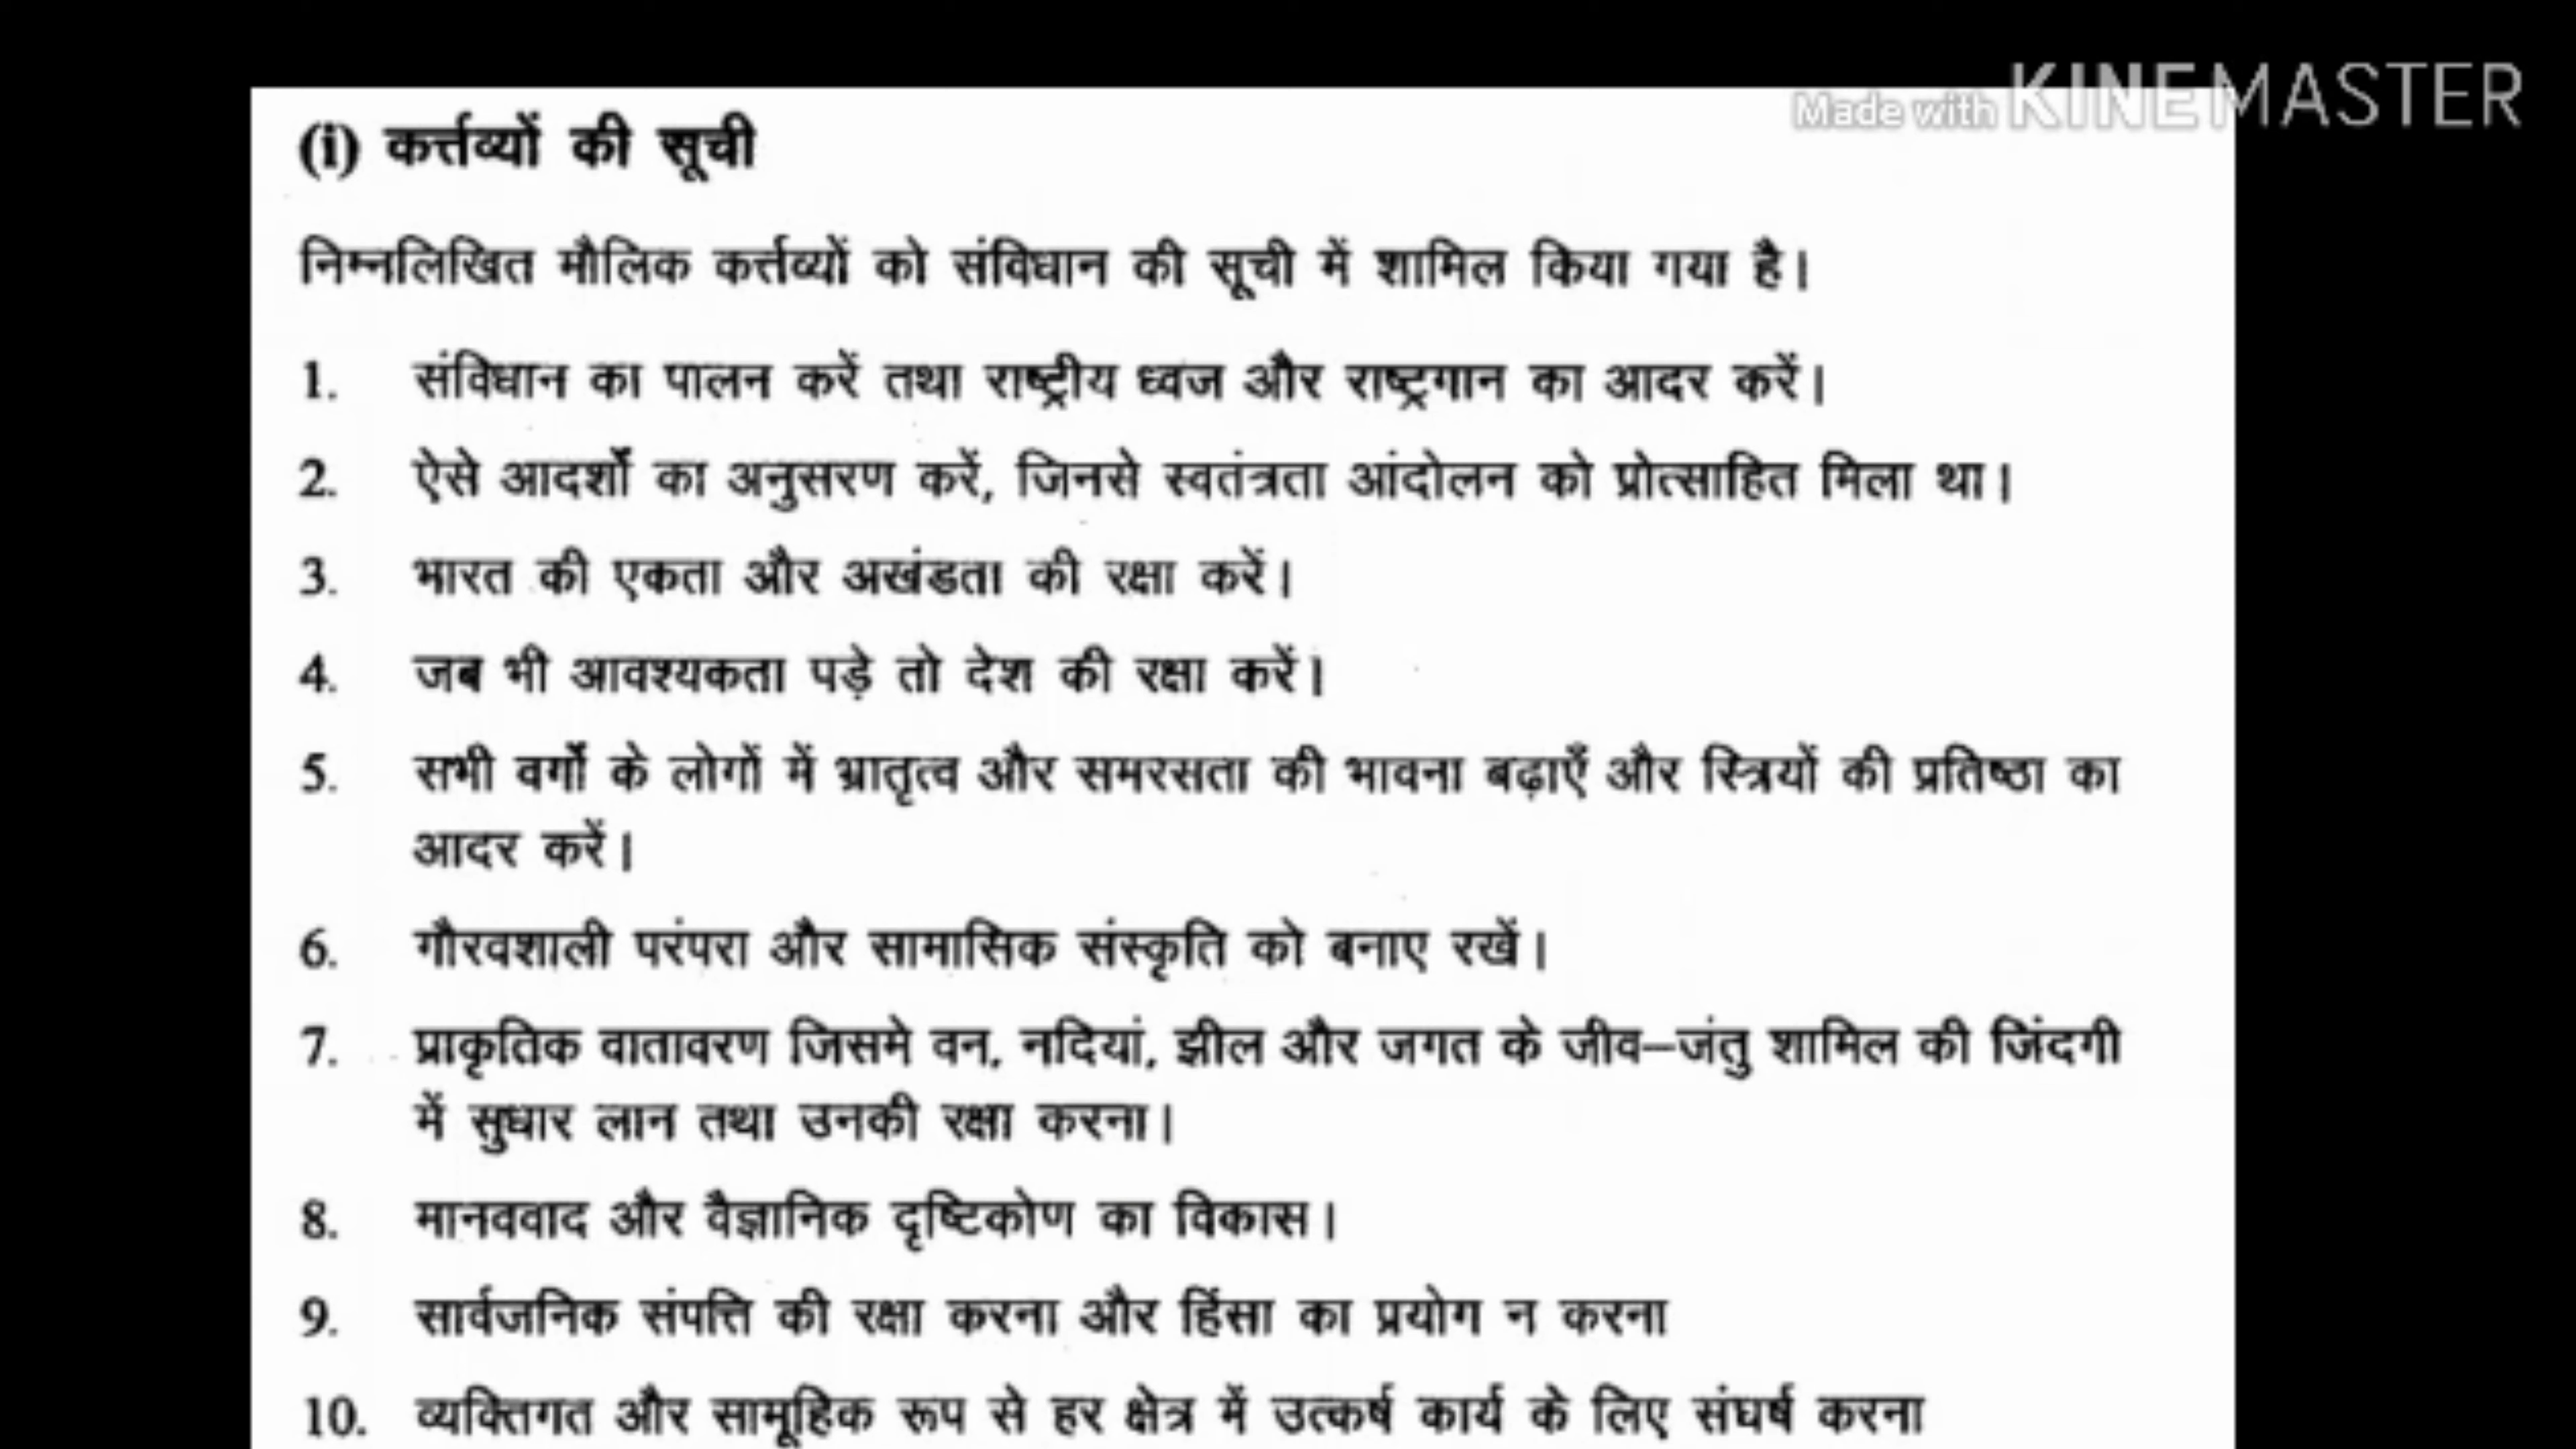 Made with KINEMASTER
(i) कर्त्तव्यों की सूची
निम्नलिखित मौलिक कर्त्तव्यों को संविधान की सूची में शामिल किया गया है।
1. संविधान का पालन करें तथा राष्ट्रीय ध्वज और राष्ट्रगान का आदर करें।
2. ऐसे आदर्शों का अनुसरण करें, जिनसे स्वतंत्रता आंदोलन को प्रोत्साहित मिला था।
3. भारत की एकता और अखंडता की रक्षा करें।
4. जब भी आवश्यकता पड़े तो देश की रक्षा करें।
5. सभी वर्गों के लोगों में भ्रातृत्व और समरसता की भावना बढ़ाएँ और स्त्रियों की प्रतिष्ठा का
आदर करें।
6. गौरवशाली परंपरा और सामासिक संस्कृति को बनाए रखें।
7. प्राकृतिक वातावरण जिसमे वन, नदियां, झील और जगत के जीव–जंतु शामिल की जिंदगी
में सुधार लान तथा उनकी रक्षा करना।
8. मानववाद और वैज्ञानिक दृष्टिकोण का विकास।
9. सार्वजनिक संपत्ति की रक्षा करना और हिंसा का प्रयोग न करना
10. व्यक्तिगत और सामूहिक रूप से हर क्षेत्र में उत्कर्ष कार्य के लिए संघर्ष करना